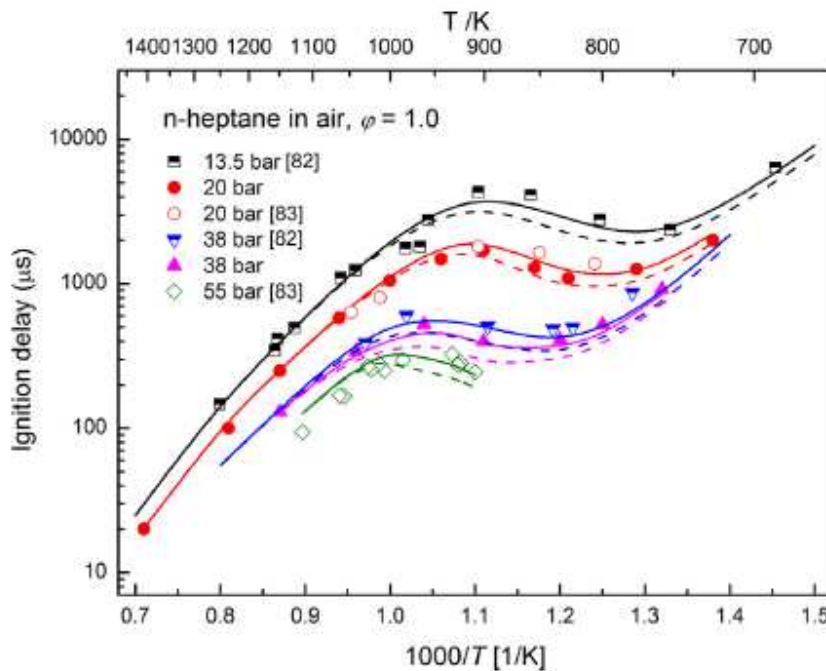 T /K
1400 1300 1200 1100 1000 900 800 700
n-heptane in air, φ = 1.0
13.5 bar [82]
20 bar
20 bar [83]
38 bar [82]
38 bar
55 bar [83]
Ignition delay (µs)
10000
1000
100
10
0.7 0.8 0.9 1.0 1.1 1.2 1.3 1.4 1.5
1000/T [1/K]